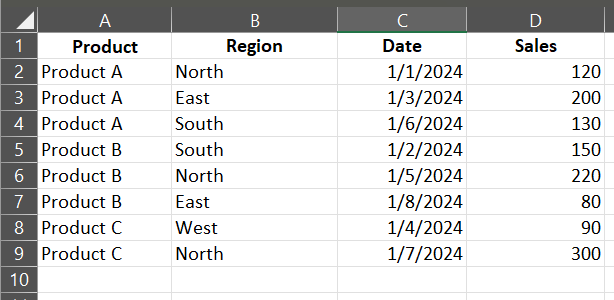 A B C D
1 Product Region Date Sales
2 Product A North 1/1/2024 120
3 Product A East 1/3/2024 200
4 Product A South 1/6/2024 130
5 Product B South 1/2/2024 150
6 Product B North 1/5/2024 220
7 Product B East 1/8/2024 80
8 Product C West 1/4/2024 90
9 Product C North 1/7/2024 300
10